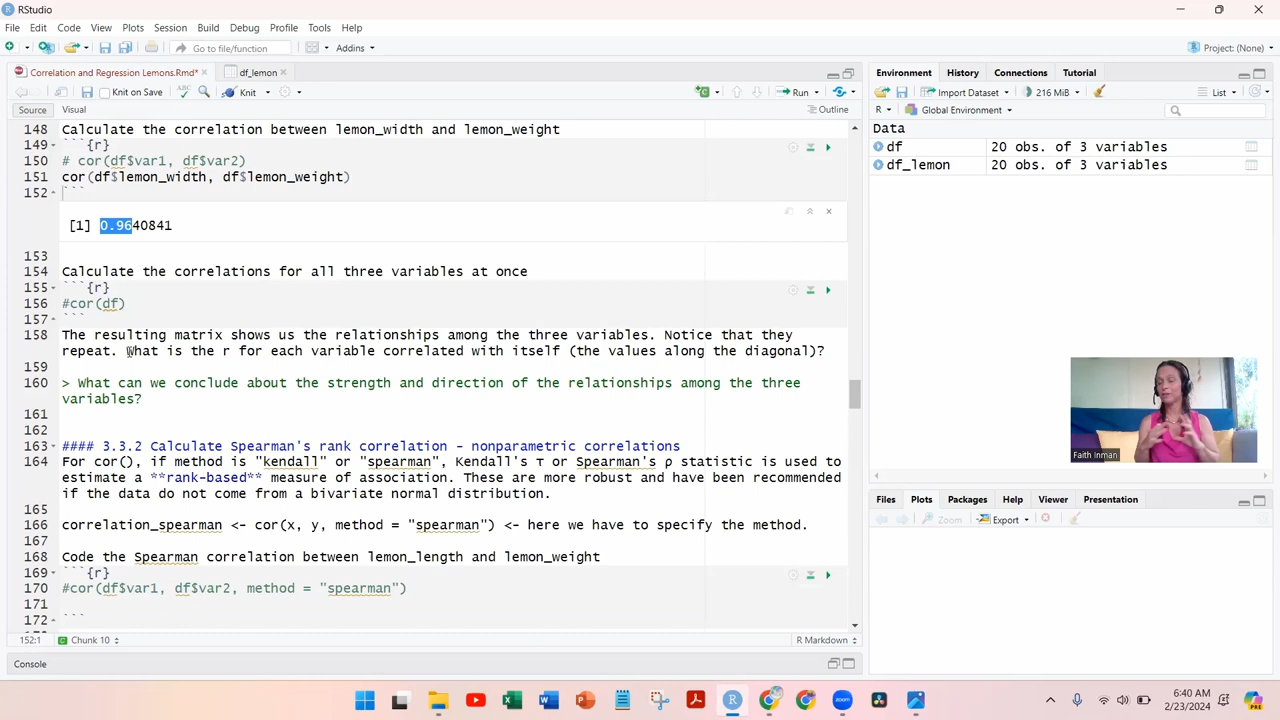 RStudio
File Edit Code View Plots Session Build Debug Profile Tools Help
Go to file/function
Addins
Project: (None)
Correlation and Regression Lemons.Rmd*
df_lemon
Knit on Save
Knit
Run
Source
Visual
Outline
148 Calculate the correlation between lemon_width and lemon_weight
149 ```{r}
150 # cor(df$var1, df$var2)
151 cor(df$lemon_width, df$lemon_weight)
152 ```
[1] 0.9640841
153
154 Calculate the correlations for all three variables at once
155 ```{r}
156 #cor(df)
157 ```
158 The resulting matrix shows us the relationships among the three variables. Notice that they
repeat. What is the r for each variable correlated with itself (the values along the diagonal)?
159
160 > What can we conclude about the strength and direction of the relationships among the three
variables?
161
162
163 #### 3.3.2 Calculate Spearman's rank correlation - nonparametric correlations
164 For cor(), if method is "kendall" or "spearman", Kendall's τ or Spearman's ρ statistic is used to
estimate a **rank-based** measure of association. These are more robust and have been recommended
if the data do not come from a bivariate normal distribution.
165
166 correlation_spearman <- cor(x, y, method = "spearman") <- here we have to specify the method.
167
168 Code the Spearman correlation between lemon_length and lemon_weight
169 ```{r}
170 #cor(df$var1, df$var2, method = "spearman")
171
172 ```
152:1
Chunk 10
R Markdown
Console
Environment History Connections Tutorial
Import Dataset
216 MiB
List
R
Global Environment
Data
df 20 obs. of 3 variables
df_lemon 20 obs. of 3 variables
Faith Inman
Files Plots Packages Help Viewer Presentation
Zoom
Export
6:40 AM
2/23/2024
PRE